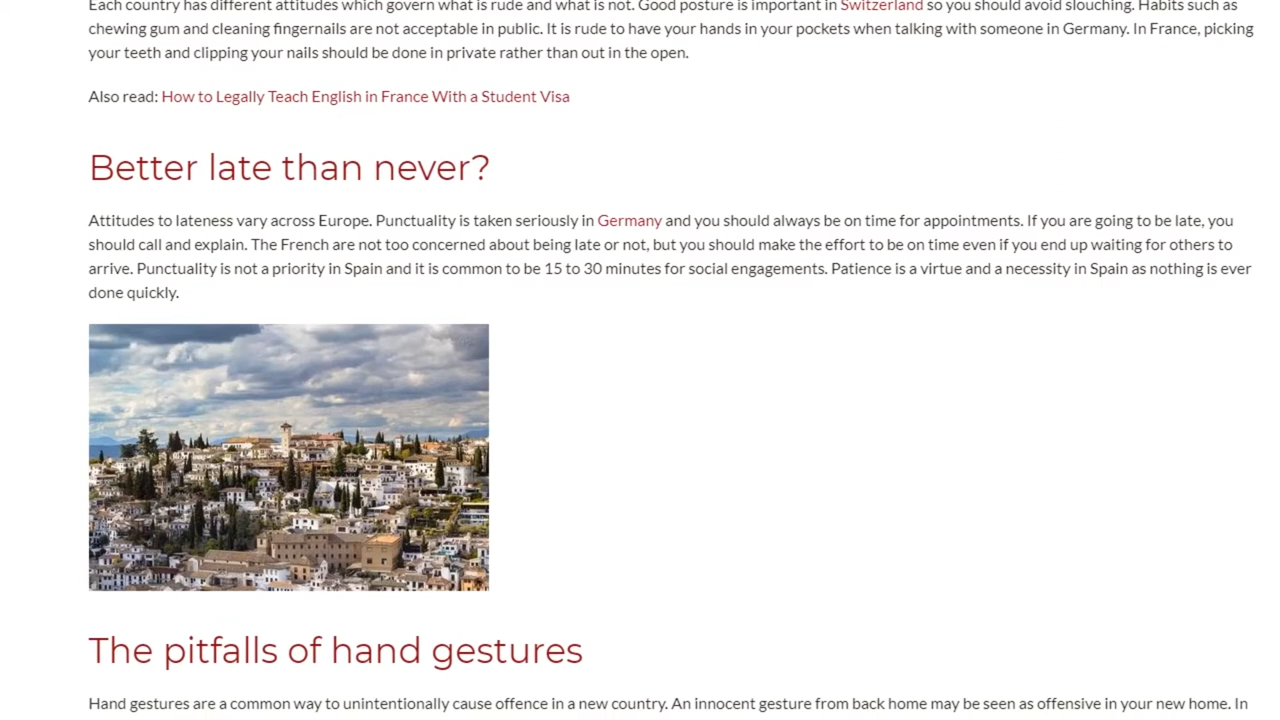 Each country has different attitudes which govern what is rude and what is not. Good posture is important in Switzerland so you should avoid slouching. Habits such as
chewing gum and cleaning fingernails are not acceptable in public. It is rude to have your hands in your pockets when talking with someone in Germany. In France, picking
your teeth and clipping your nails should be done in private rather than out in the open.
Also read: How to Legally Teach English in France With a Student Visa
Better late than never?
Attitudes to lateness vary across Europe. Punctuality is taken seriously in Germany and you should always be on time for appointments. If you are going to be late, you
should call and explain. The French are not too concerned about being late or not, but you should make the effort to be on time even if you end up waiting for others to
arrive. Punctuality is not a priority in Spain and it is common to be 15 to 30 minutes for social engagements. Patience is a virtue and a necessity in Spain as nothing is ever
done quickly.
The pitfalls of hand gestures
Hand gestures are a common way to unintentionally cause offence in a new country. An innocent gesture from back home may be seen as offensive in your new home. In